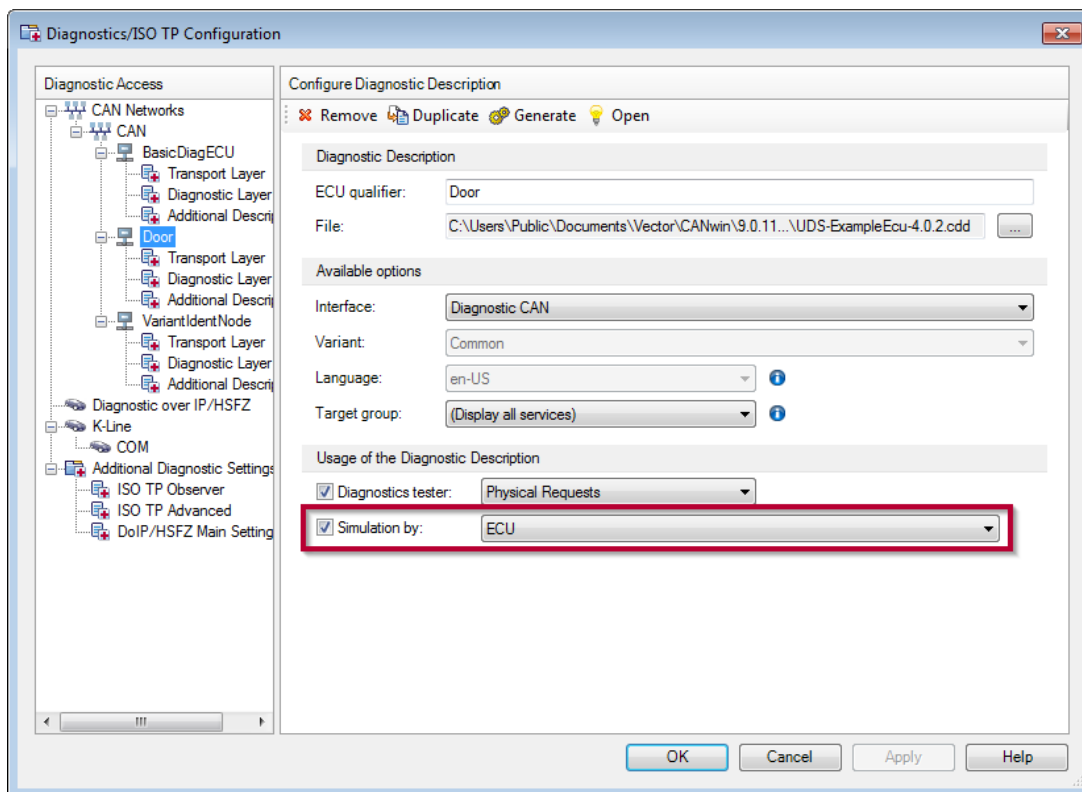 Diagnostics/ISO TP Configuration
Diagnostic Access
CAN Networks
CAN
BasicDiagECU
Transport Layer
Diagnostic Layer
Additional Descri
Door
Transport Layer
Diagnostic Layer
Additional Descri
VariantIdentNode
Transport Layer
Diagnostic Layer
Additional Descri
Diagnostic over IP/HSFZ
K-Line
COM
Additional Diagnostic Settings
ISO TP Observer
ISO TP Advanced
DoIP/HSFZ Main Setting
Configure Diagnostic Description
Remove Duplicate Generate Open
Diagnostic Description
ECU qualifier: Door
File: C:\Users\Public\Documents\Vector\CANwin\9.0.11...\UDS-ExampleEcu-4.0.2.cdd ...
Available options
Interface: Diagnostic CAN
Variant: Common
Language: en-US
Target group: (Display all services)
Usage of the Diagnostic Description
Diagnostics tester: Physical Requests
Simulation by: ECU
OK Cancel Apply Help